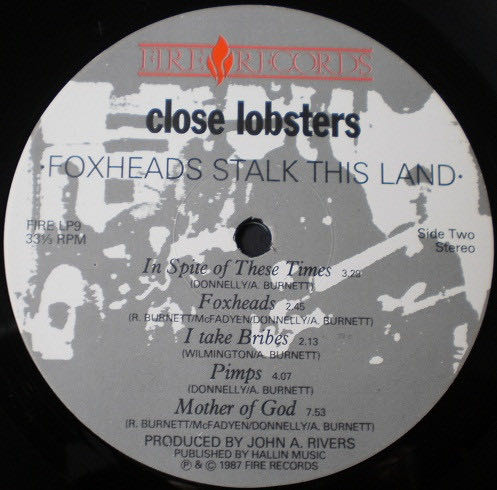 FIRE RECORDS
close lobsters
·FOXHEADS STALK THIS LAND·
FIRE LP9
33⅓ RPM
Side Two
Stereo
In Spite of These Times 3.29
(DONNELLY/A. BURNETT)
Foxheads 2.45
(R. BURNETT/McFADYEN/DONNELLY/A. BURNETT)
I take Bribes 2.13
(WILMINGTON/A. BURNETT)
Pimps 4.07
(DONNELLY/A. BURNETT)
Mother of God 7.53
(R. BURNETT/McFADYEN/DONNELLY/A. BURNETT)
PRODUCED BY JOHN A. RIVERS
PUBLISHED BY HALLIN MUSIC
℗ & © 1987 FIRE RECORDS